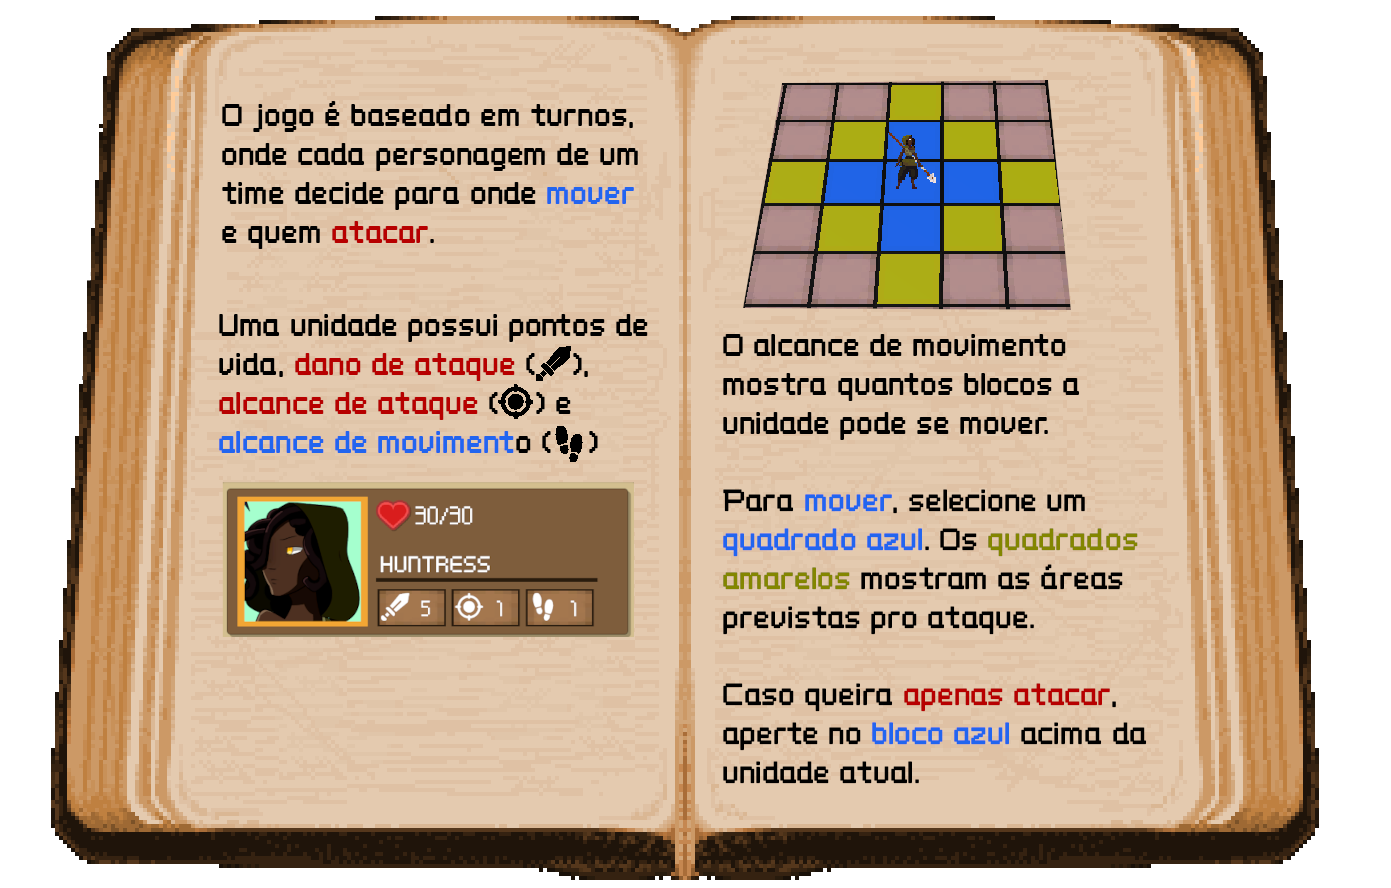 O jogo é baseado em turnos,
onde cada personagem de um
time decide para onde mover
e quem atacar.
Uma unidade possui pontos de
vida, dano de ataque ( ),
alcance de ataque ( ) e
alcance de movimento ( )
30/30
HUNTRESS
5 1 1
O alcance de movimento
mostra quantos blocos a
unidade pode se mover.
Para mover, selecione um
quadrado azul. Os quadrados
amarelos mostram as áreas
previstas pro ataque.
Caso queira apenas atacar,
aperte no bloco azul acima da
unidade atual.